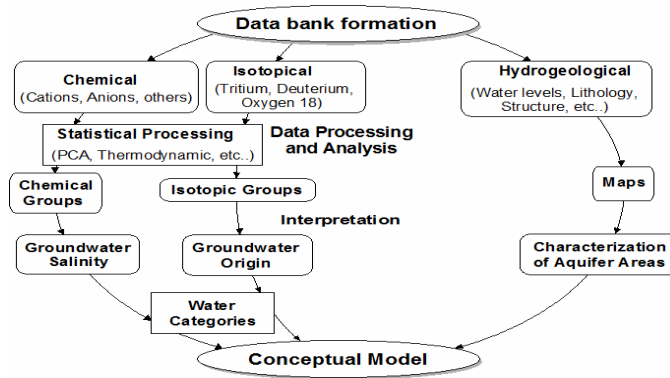 Data bank formation
Chemical
(Cations, Anions, others)
Isotopical
(Tritium, Deuterium,
Oxygen 18)
Hydrogeological
(Water levels, Lithology,
Structure, etc..)
Statistical Processing
(PCA, Thermodynamic, etc..)
Data Processing
and Analysis
Chemical
Groups
Isotopic Groups
Maps
Interpretation
Groundwater
Salinity
Groundwater
Origin
Characterization
of Aquifer Areas
Water
Categories
Conceptual Model